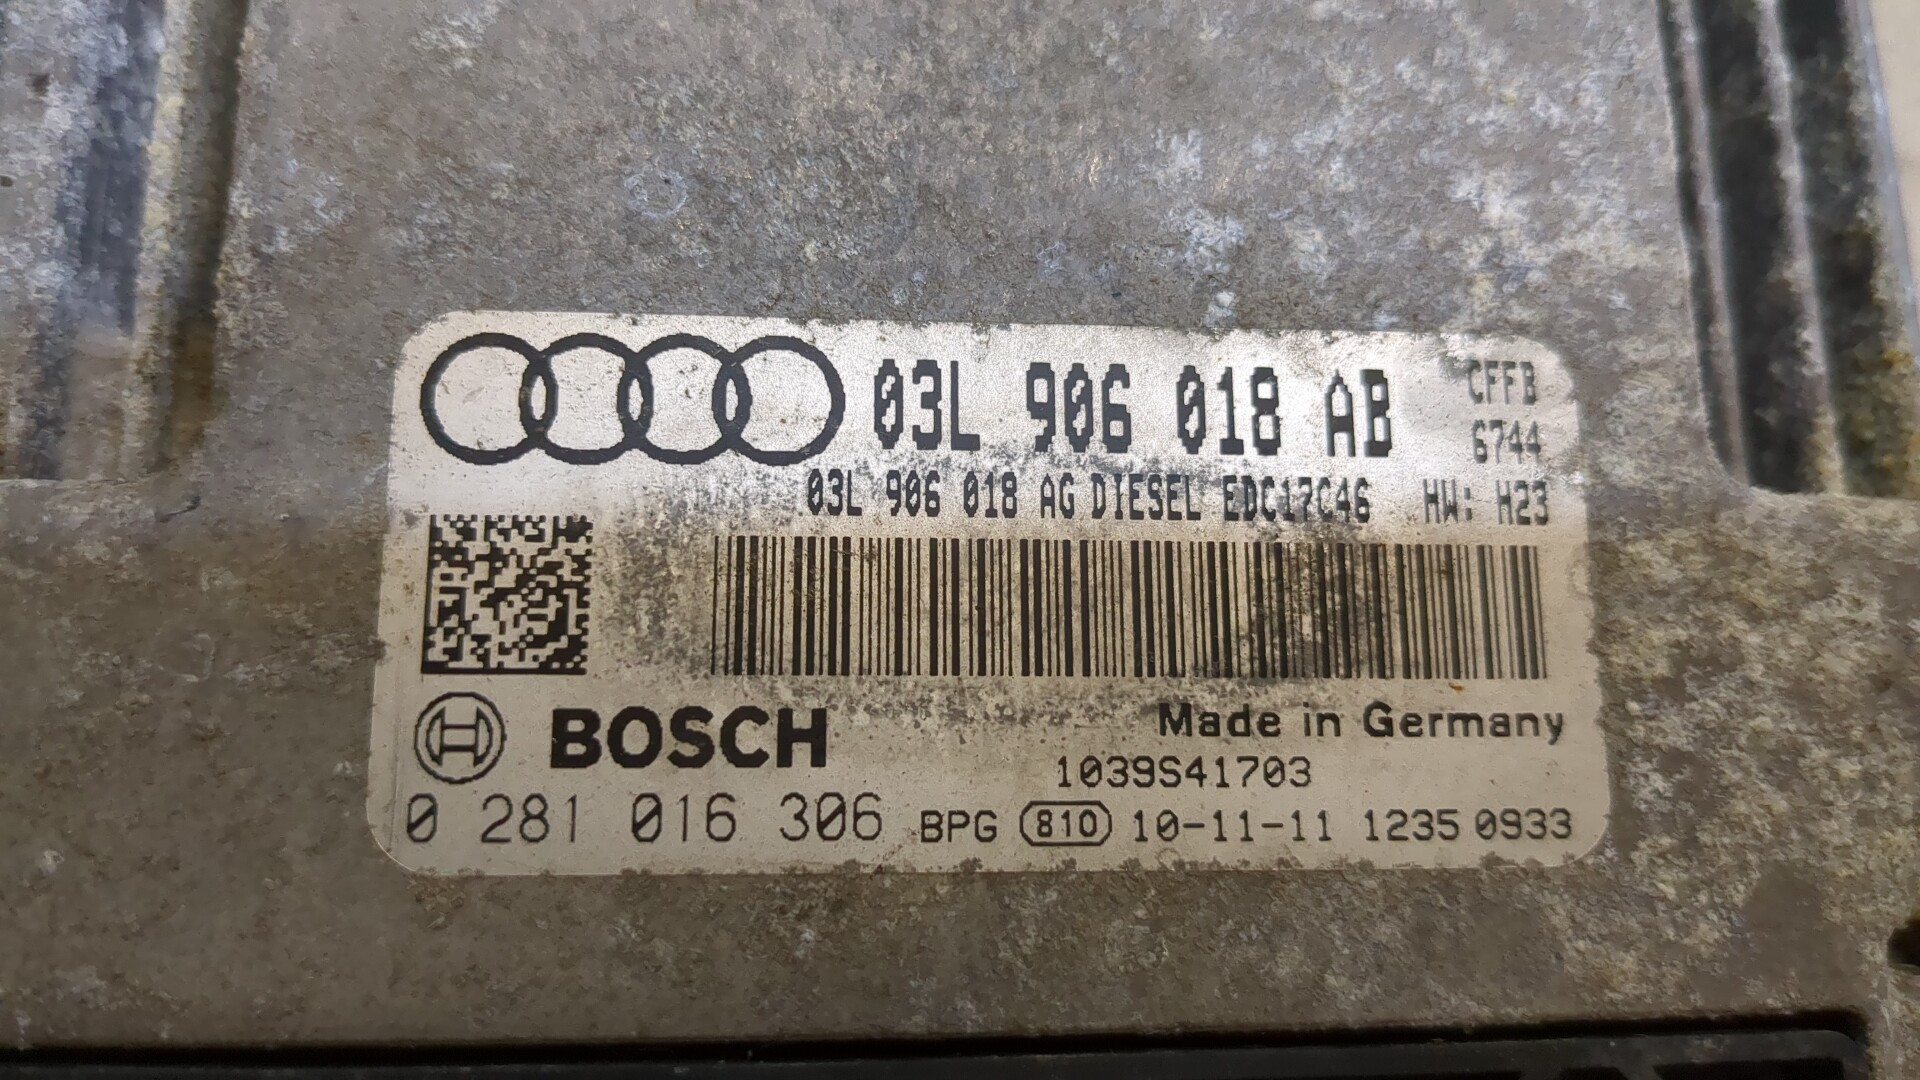 03L 906 018 AB CFFB
6744
03L 906 018 AG DIESEL EDC17C46 HW: H23
BOSCH Made in Germany
1039S41703
0 281 016 306 BPG 810 10-11-11 1235 0933